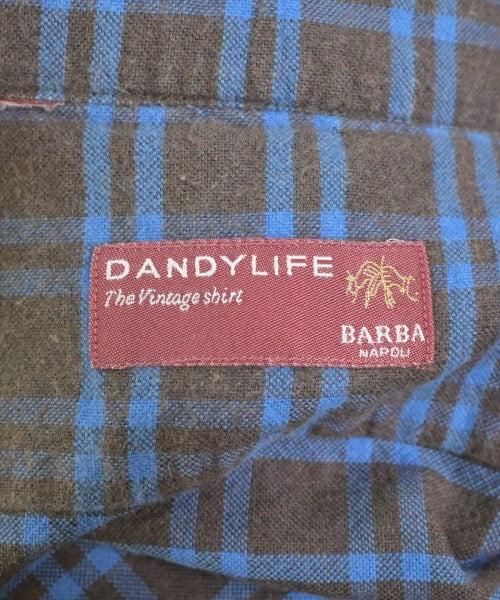 DANDYLIFE
The Vintage shirt
BARBA
NAPOLI